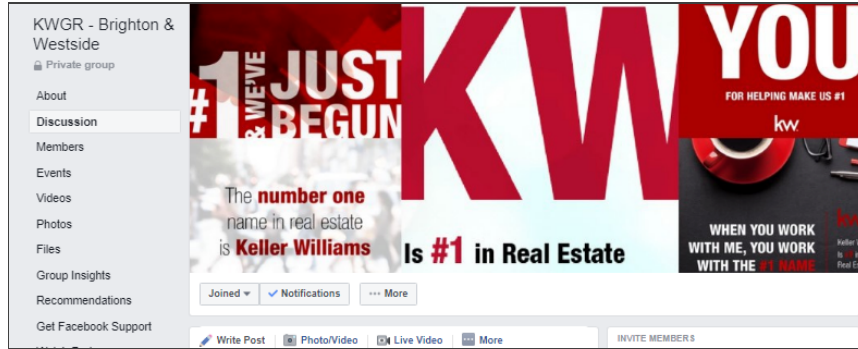 KWGR - Brighton &
Westside
Private group
About
Discussion
Members
Events
Videos
Photos
Files
Group Insights
Recommendations
Get Facebook Support
#1 & WE'VE JUST
BEGUN
The number one
name in real estate
is Keller Williams
KW
Is #1 in Real Estate
YOU
FOR HELPING MAKE US #1
kw
WHEN YOU WORK
WITH ME, YOU WORK
WITH THE #1 NAME
Joined
Notifications
More
Write Post
Photo/Video
Live Video
More
INVITE MEMBERS